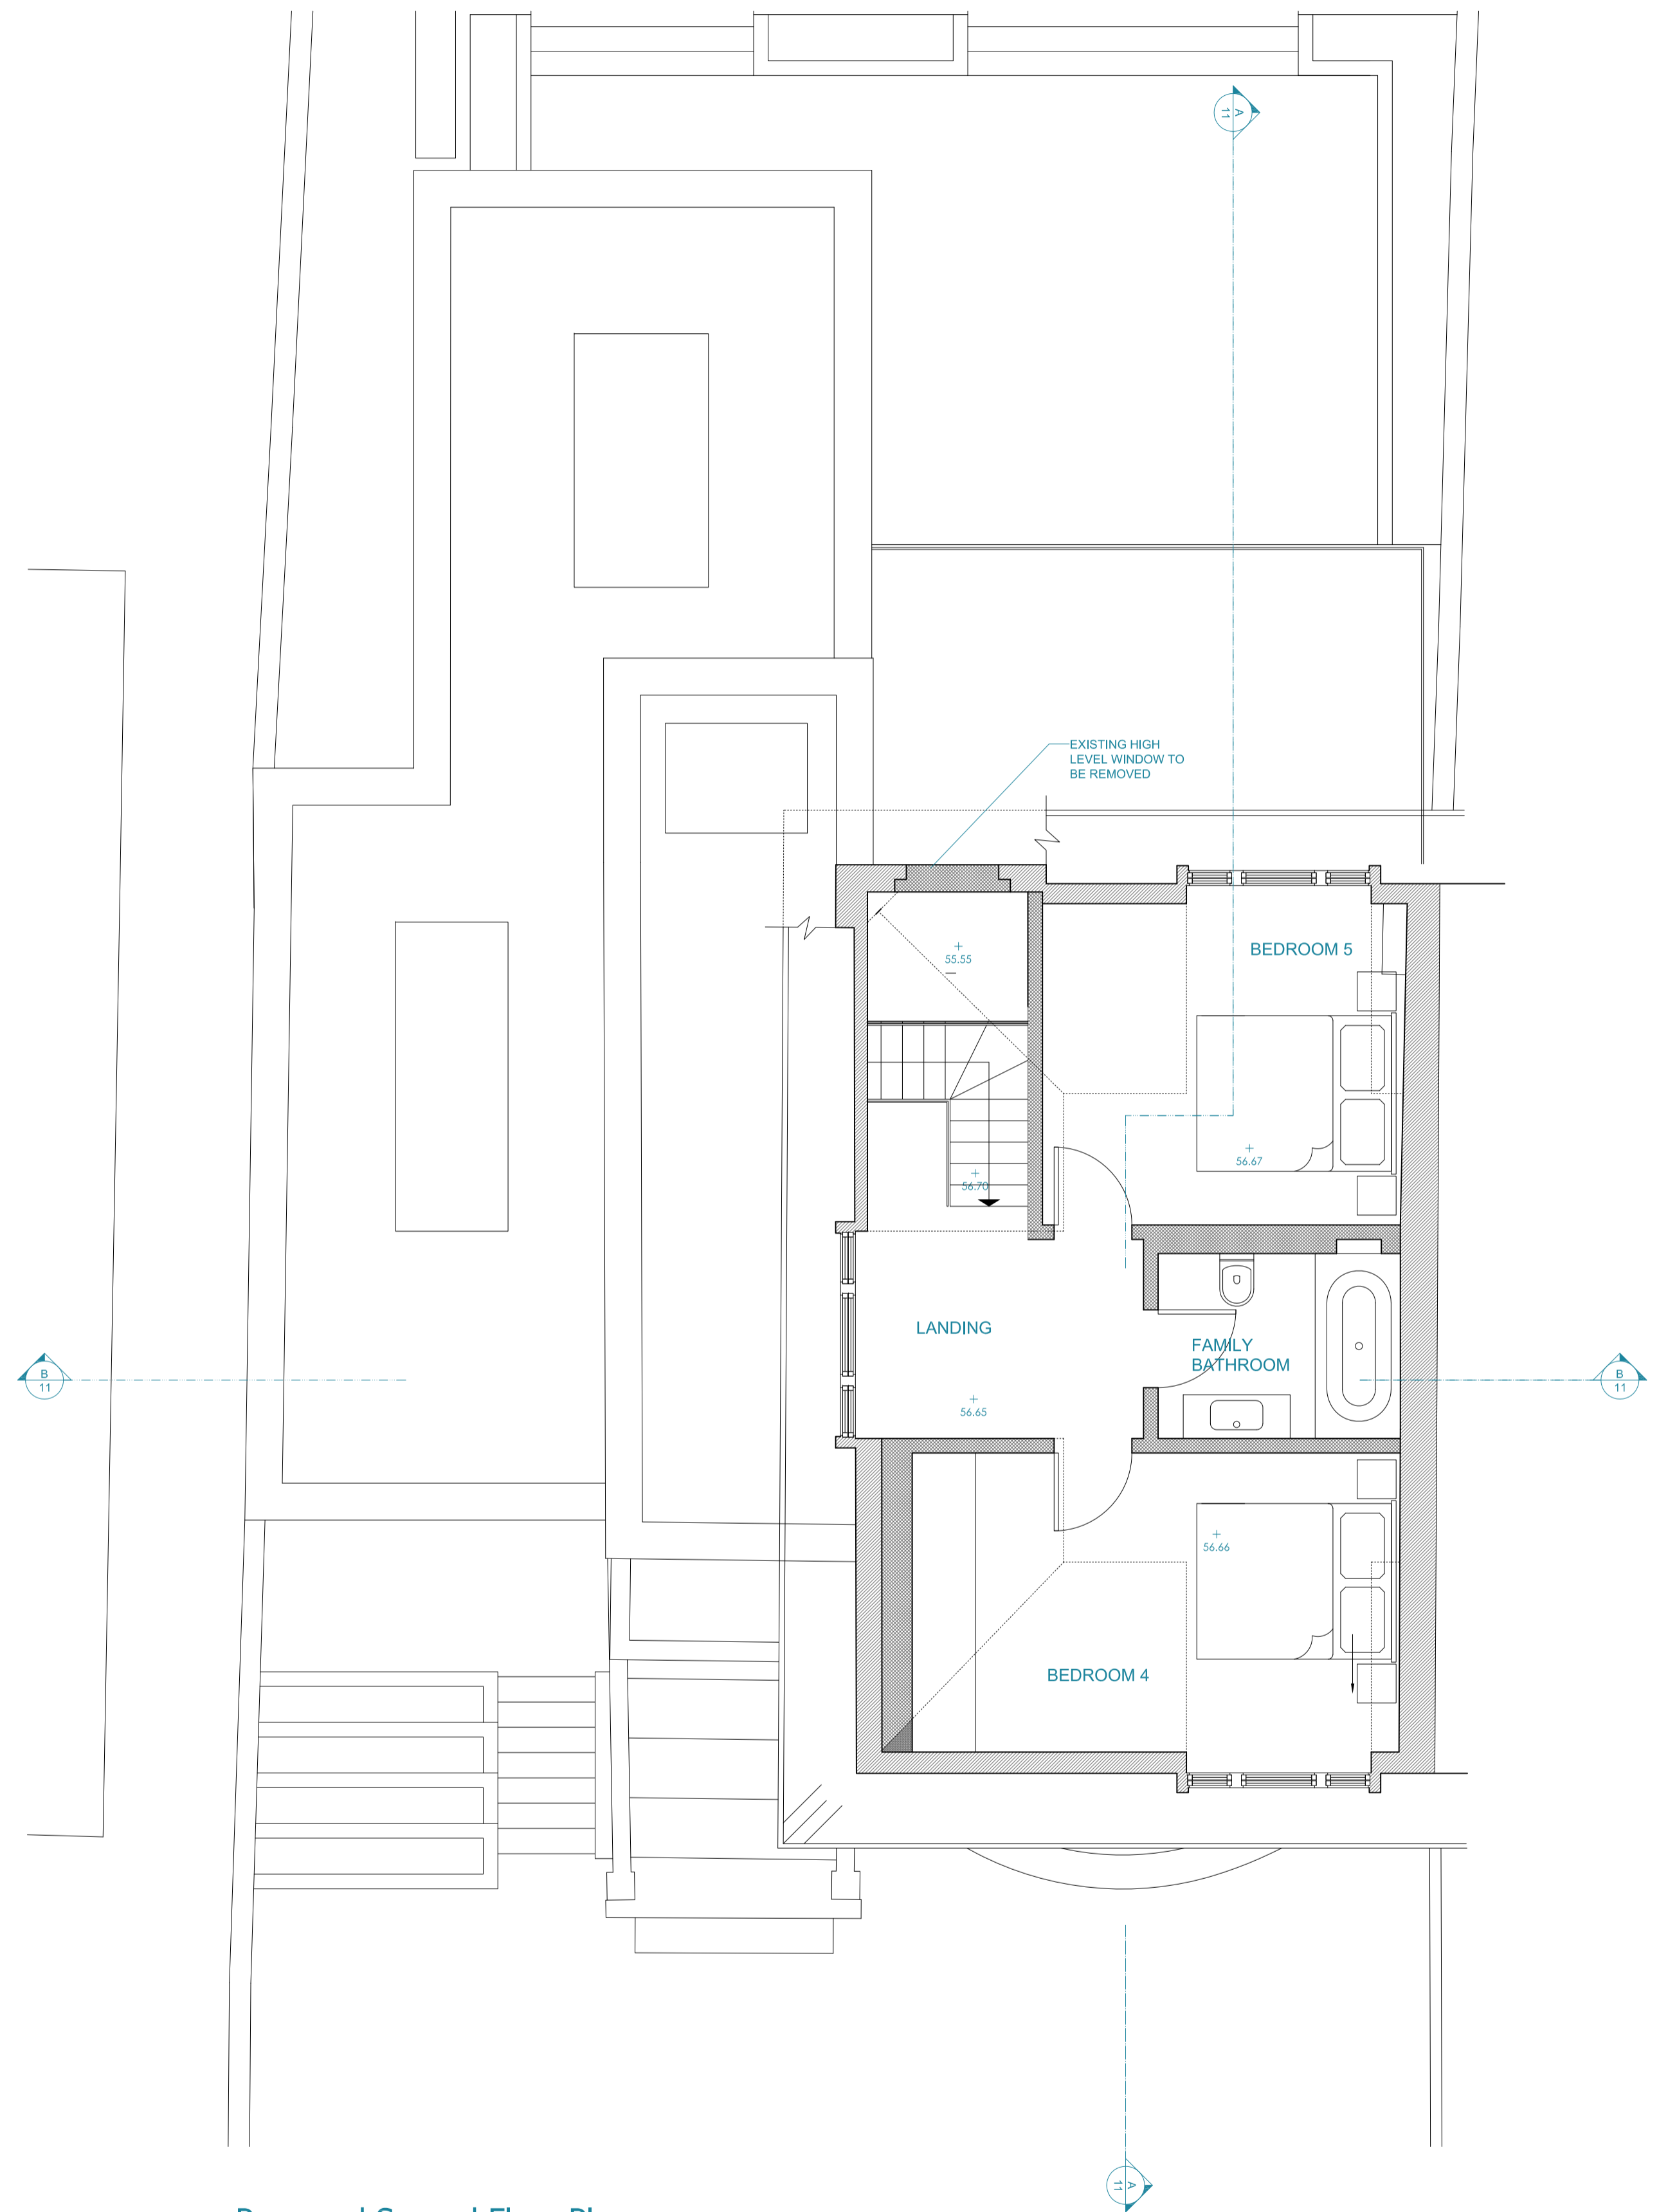 A
11
EXISTING HIGH
LEVEL WINDOW TO
BE REMOVED
BEDROOM 5
55.55
56.67
56.70
LANDING
FAMILY
BATHROOM
B
11
B
11
56.65
56.66
BEDROOM 4
A
11